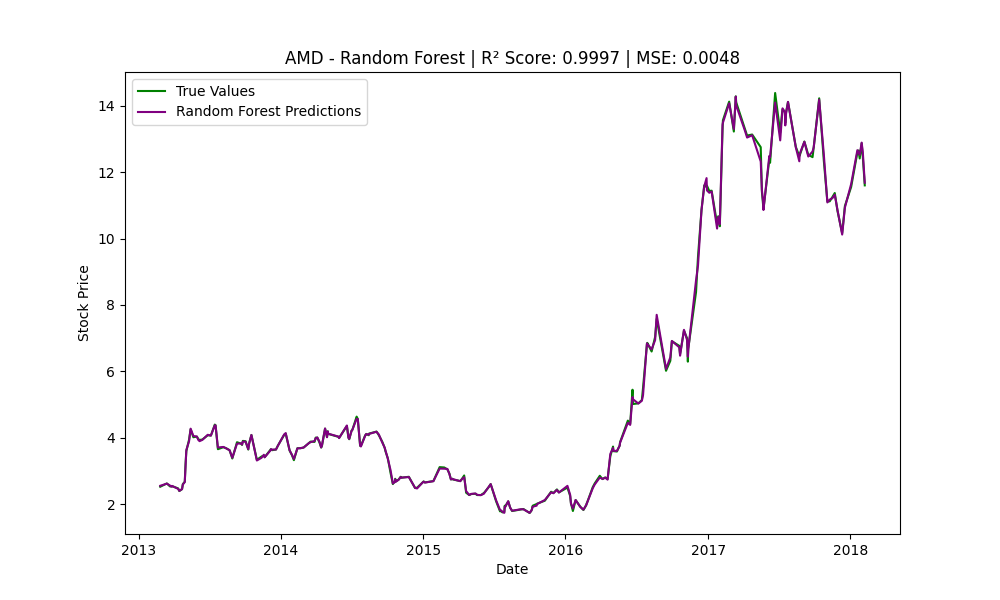 AMD - Random Forest | R² Score: 0.9997 | MSE: 0.0048
True Values
Random Forest Predictions
14
12
10
8
6
4
2
Stock Price
2013 2014 2015 2016 2017 2018
Date